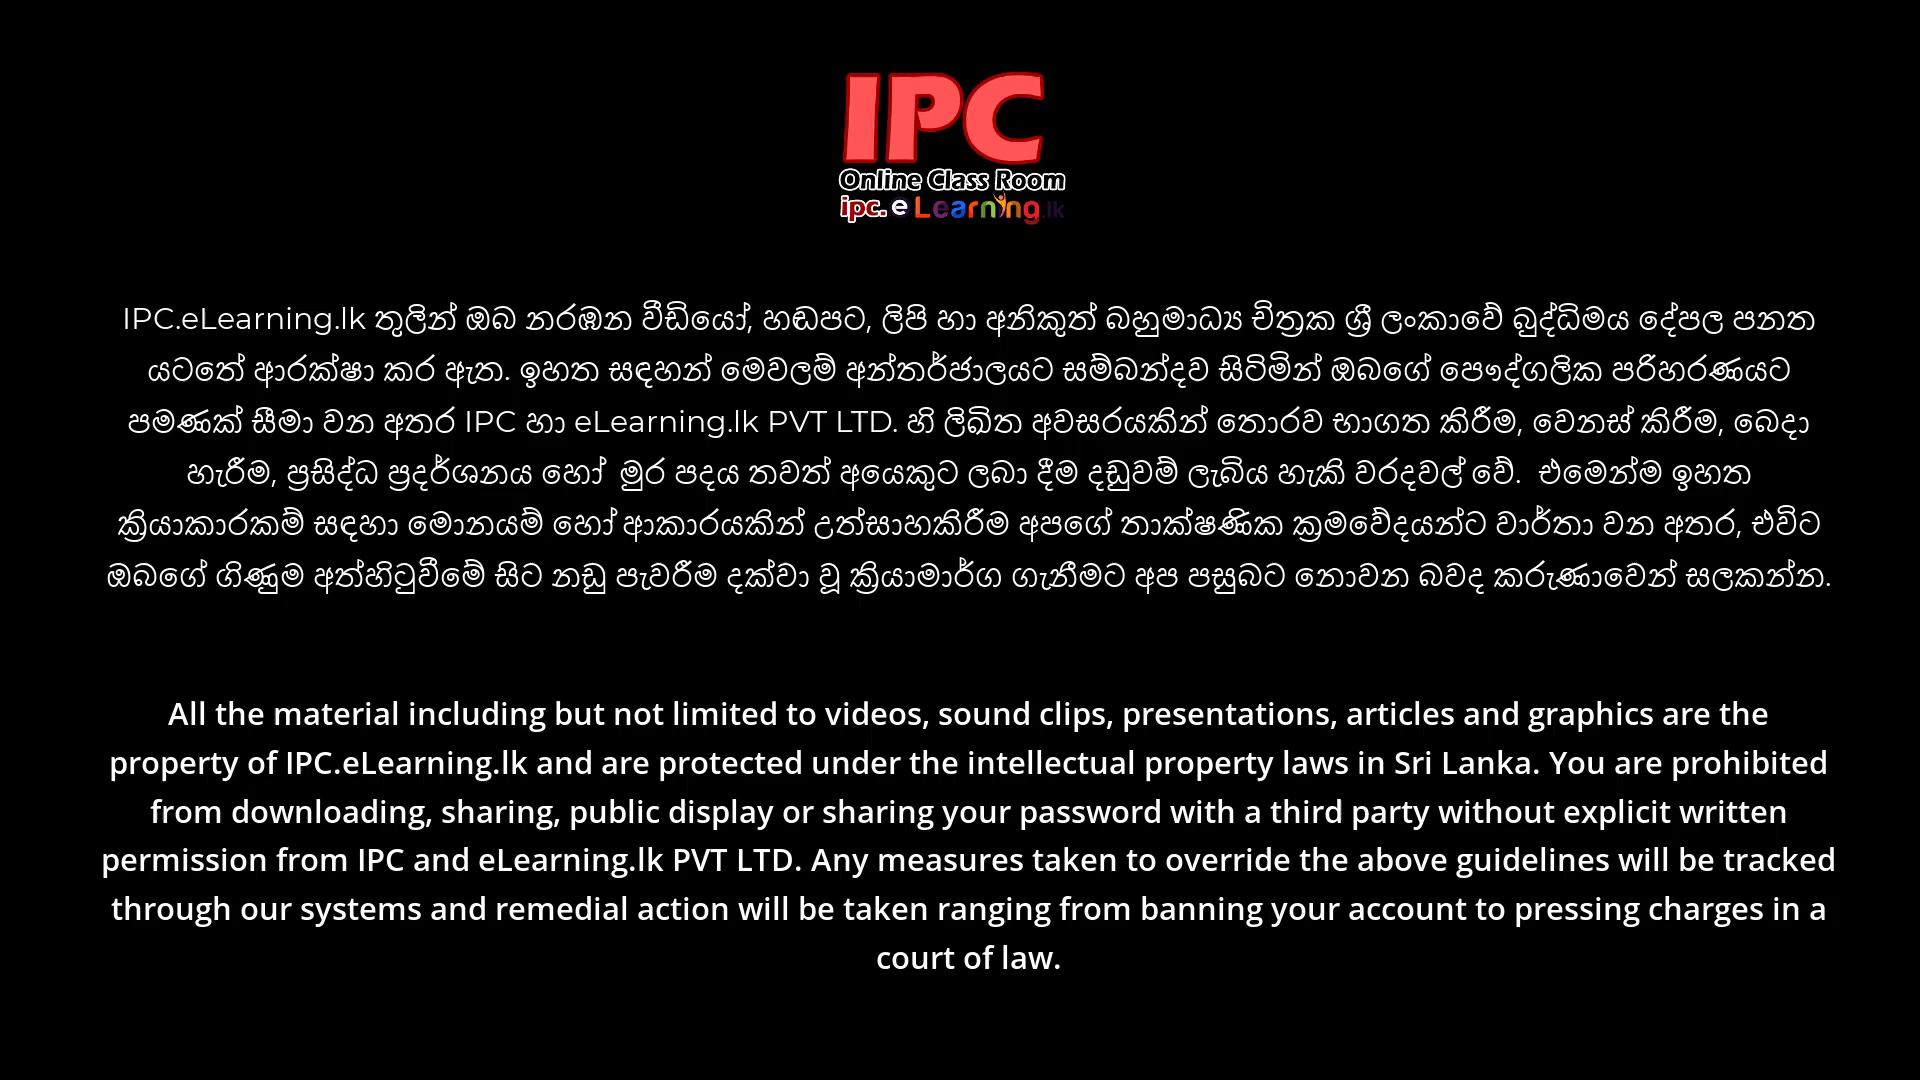 IPC
Online Class Room
ipc.eLearning.lk
IPC.eLearning.lk තුලින් ඔබ නරඹන වීඩියෝ, හඬපට, ලිපි හා අනිකුත් බහුමාධ්‍ය චිත්‍රක ශ්‍රී ලංකාවේ බුද්ධිමය දේපල පනත
යටතේ ආරක්ෂා කර ඇත. ඉහත සඳහන් මෙවලම් අන්තර්ජාලයට සම්බන්දව සිටිමින් ඔබගේ පෞද්ගලික පරිහරණයට
පමණක් සීමා වන අතර IPC හා eLearning.lk PVT LTD. හි ලිඛිත අවසරයකින් තොරව භාගත කිරීම, වෙනස් කිරීම, බෙදා
හැරීම, ප්‍රසිද්ධ ප්‍රදර්ශනය හෝ මුර පදය තවත් අයෙකුට ලබා දීම දඩුවම් ලැබිය හැකි වරදවල් වේ. එමෙන්ම ඉහත
ක්‍රියාකාරකම් සඳහා මොනයම් හෝ ආකාරයකින් උත්සාහකිරීම අපගේ තාක්ෂණික ක්‍රමවේදයන්ට වාර්තා වන අතර, එවිට
ඔබගේ ගිණුම අත්හිටුවීමේ සිට නඩු පැවරීම දක්වා වූ ක්‍රියාමාර්ග ගැනීමට අප පසුබට නොවන බවද කරුණාවෙන් සලකන්න.
All the material including but not limited to videos, sound clips, presentations, articles and graphics are the
property of IPC.eLearning.lk and are protected under the intellectual property laws in Sri Lanka. You are prohibited
from downloading, sharing, public display or sharing your password with a third party without explicit written
permission from IPC and eLearning.lk PVT LTD. Any measures taken to override the above guidelines will be tracked
through our systems and remedial action will be taken ranging from banning your account to pressing charges in a
court of law.